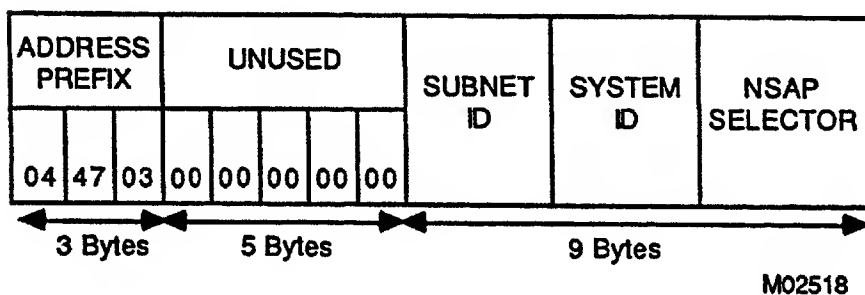 ADDRESS
PREFIX
UNUSED
SUBNET
ID
SYSTEM
ID
NSAP
SELECTOR
04 47 03 00 00 00 00 00
3 Bytes
5 Bytes
9 Bytes
M02518